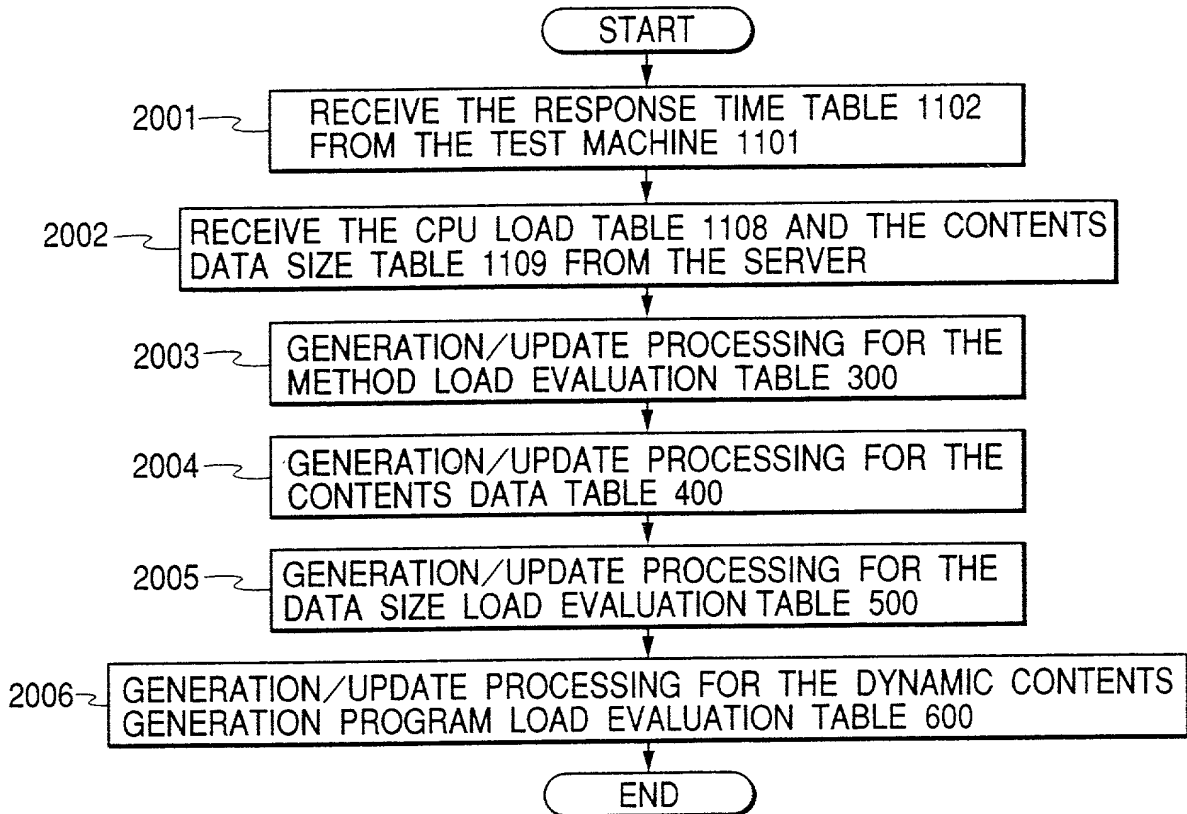 START
2001
RECEIVE THE RESPONSE TIME TABLE 1102
FROM THE TEST MACHINE 1101
2002
RECEIVE THE CPU LOAD TABLE 1108 AND THE CONTENTS
DATA SIZE TABLE 1109 FROM THE SERVER
2003
GENERATION/UPDATE PROCESSING FOR THE
METHOD LOAD EVALUATION TABLE 300
2004
GENERATION/UPDATE PROCESSING FOR THE
CONTENTS DATA TABLE 400
2005
GENERATION/UPDATE PROCESSING FOR THE
DATA SIZE LOAD EVALUATION TABLE 500
2006
GENERATION/UPDATE PROCESSING FOR THE DYNAMIC CONTENTS
GENERATION PROGRAM LOAD EVALUATION TABLE 600
END